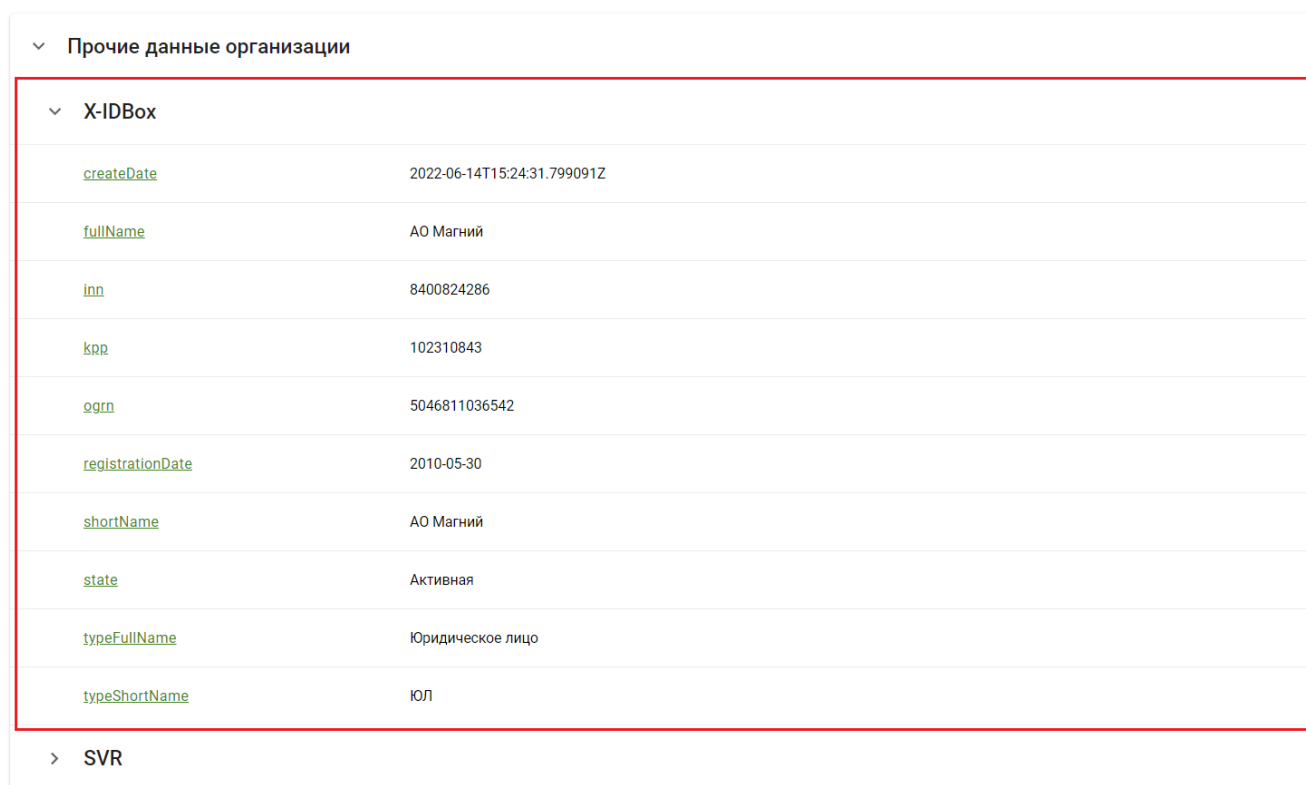 Прочие данные организации
X-IDBox
createDate 2022-06-14T15:24:31.799091Z
fullName АО Магний
inn 8400824286
kpp 102310843
ogrn 5046811036542
registrationDate 2010-05-30
shortName АО Магний
state Активная
typeFullName Юридическое лицо
typeShortName ЮЛ
SVR